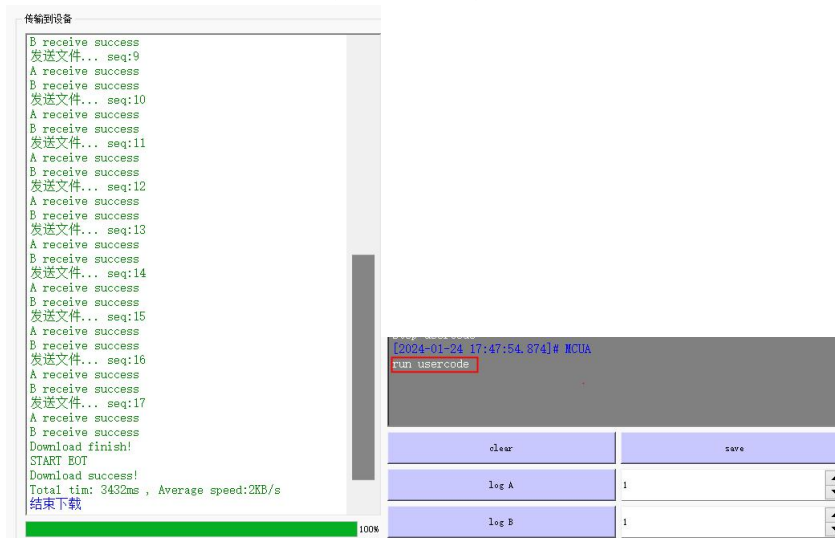 传输到设备
B receive success
发送文件... seq:9
A receive success
B receive success
发送文件... seq:10
A receive success
B receive success
发送文件... seq:11
A receive success
B receive success
发送文件... seq:12
A receive success
B receive success
发送文件... seq:13
A receive success
B receive success
发送文件... seq:14
A receive success
B receive success
发送文件... seq:15
A receive success
B receive success
发送文件... seq:16
A receive success
B receive success
发送文件... seq:17
A receive success
B receive success
Download finish!
START EOT
Download success!
Total tim: 3432ms , Average speed:2KB/s
结束下载
100%
[2024-01-24 17:47:54.874]# MCUA
run usercode
clear
save
log A
1
log B
1